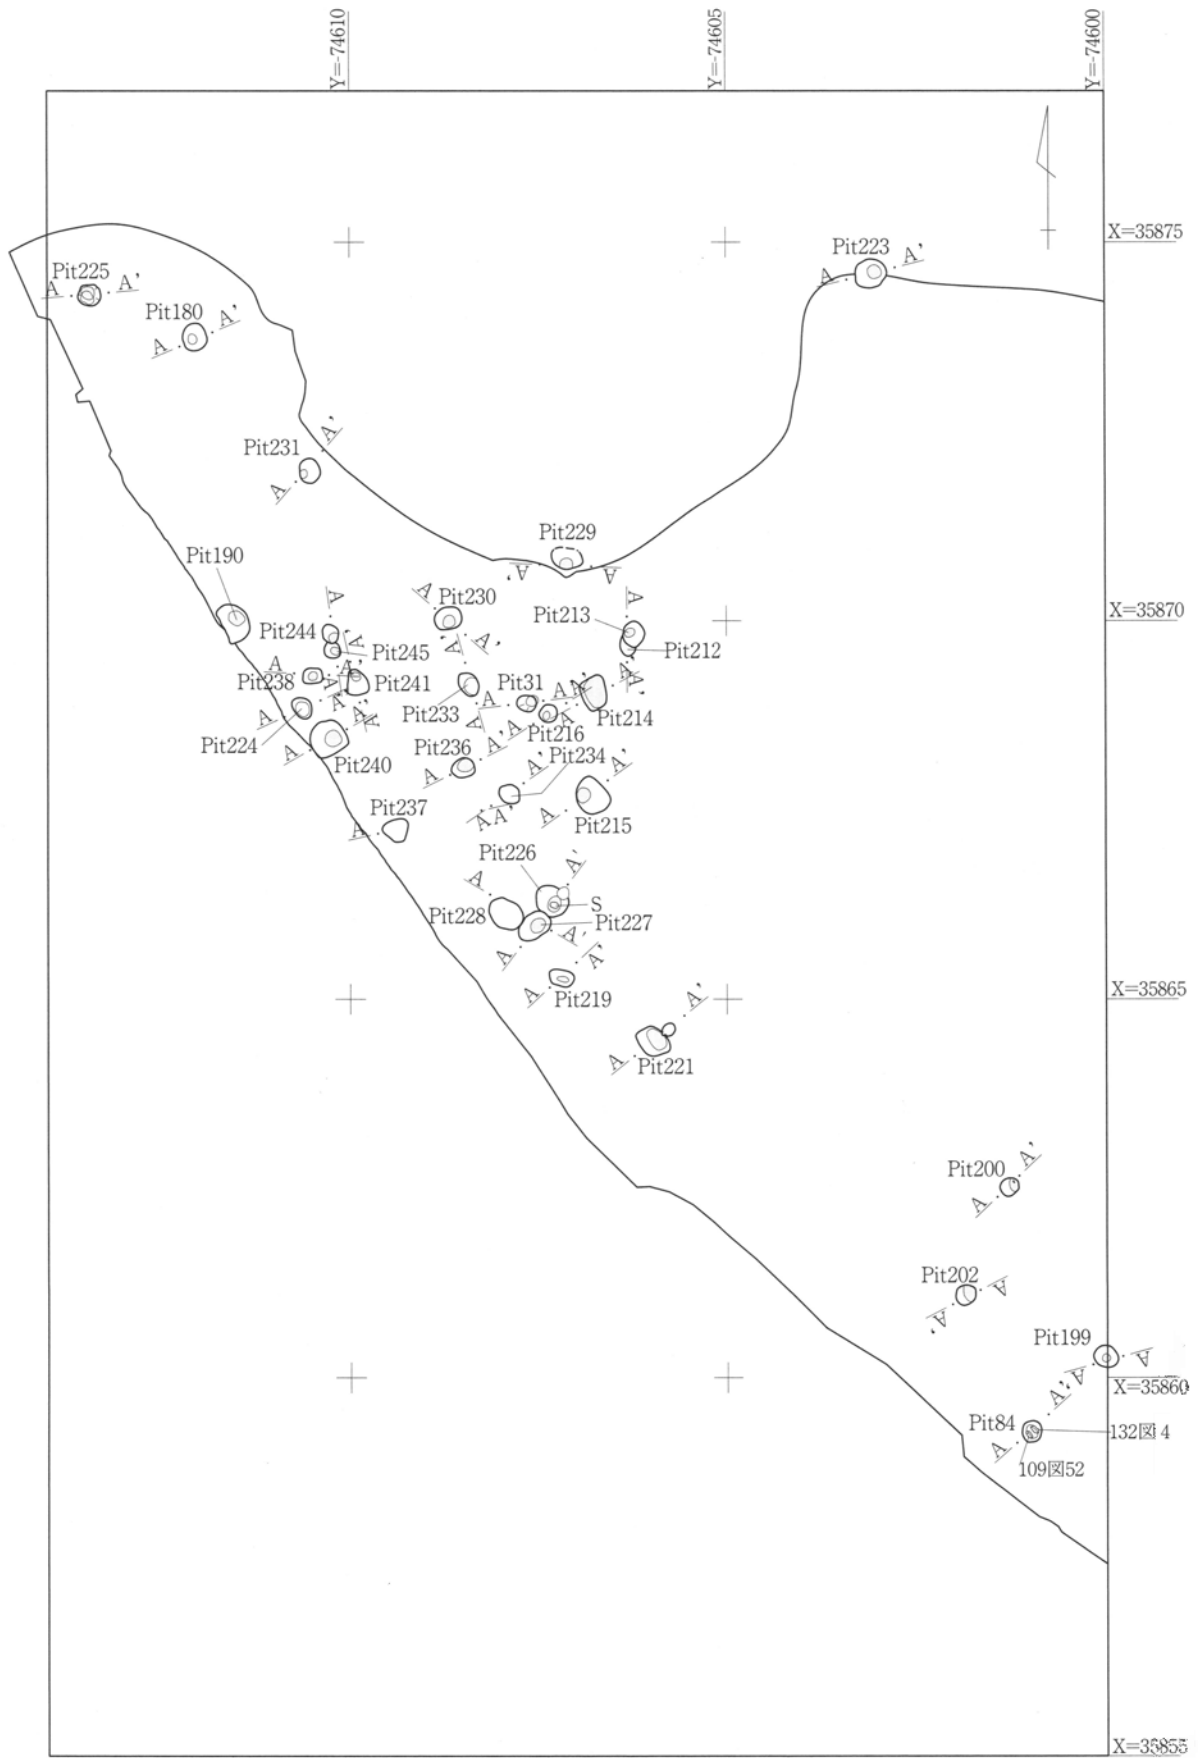 Y=-74610
Y=-74605
Y=-74600
X=35875
Pit223
A A'
Pit225
A A'
Pit180
A A'
Pit231
A A'
Pit229
A' A
Pit190
Pit230
A A'
Pit213
A
Pit212
A'
X=35870
Pit244
A
Pit245
A'
Pit238
A A'
Pit241
A' A
Pit233
A' A
Pit31
A A'
Pit214
A A'
Pit216
A A'
Pit224
A A'
Pit240
A A'
Pit236
A A'
Pit234
A A'
Pit215
A A'
Pit237
A A'
Pit226
A A'
S
Pit228
A A'
Pit227
Pit219
A A'
X=35865
Pit221
A A'
Pit200
A A'
Pit202
A' A
Pit199
A' A
X=35860
Pit84
A A'
132図4
109図52
X=35855